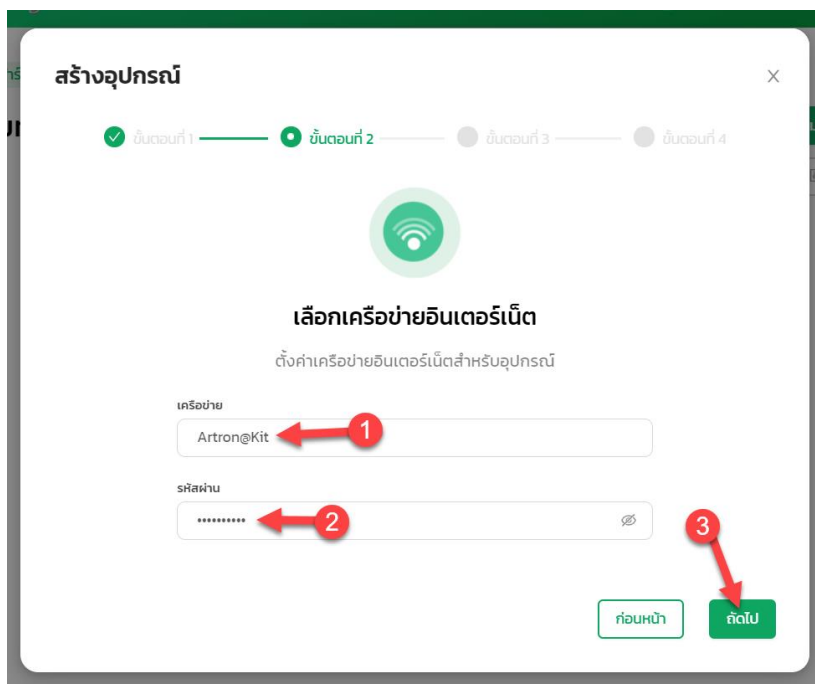 สร้างอุปกรณ์
ขั้นตอนที่ 1 ขั้นตอนที่ 2 ขั้นตอนที่ 3 ขั้นตอนที่ 4
เลือกเครือข่ายอินเตอร์เน็ต
ตั้งค่าเครือข่ายอินเตอร์เน็ตสำหรับอุปกรณ์
เครือข่าย
Artron@Kit 1
รหัสผ่าน
•••••••••• 2
3
ก่อนหน้า ถัดไป